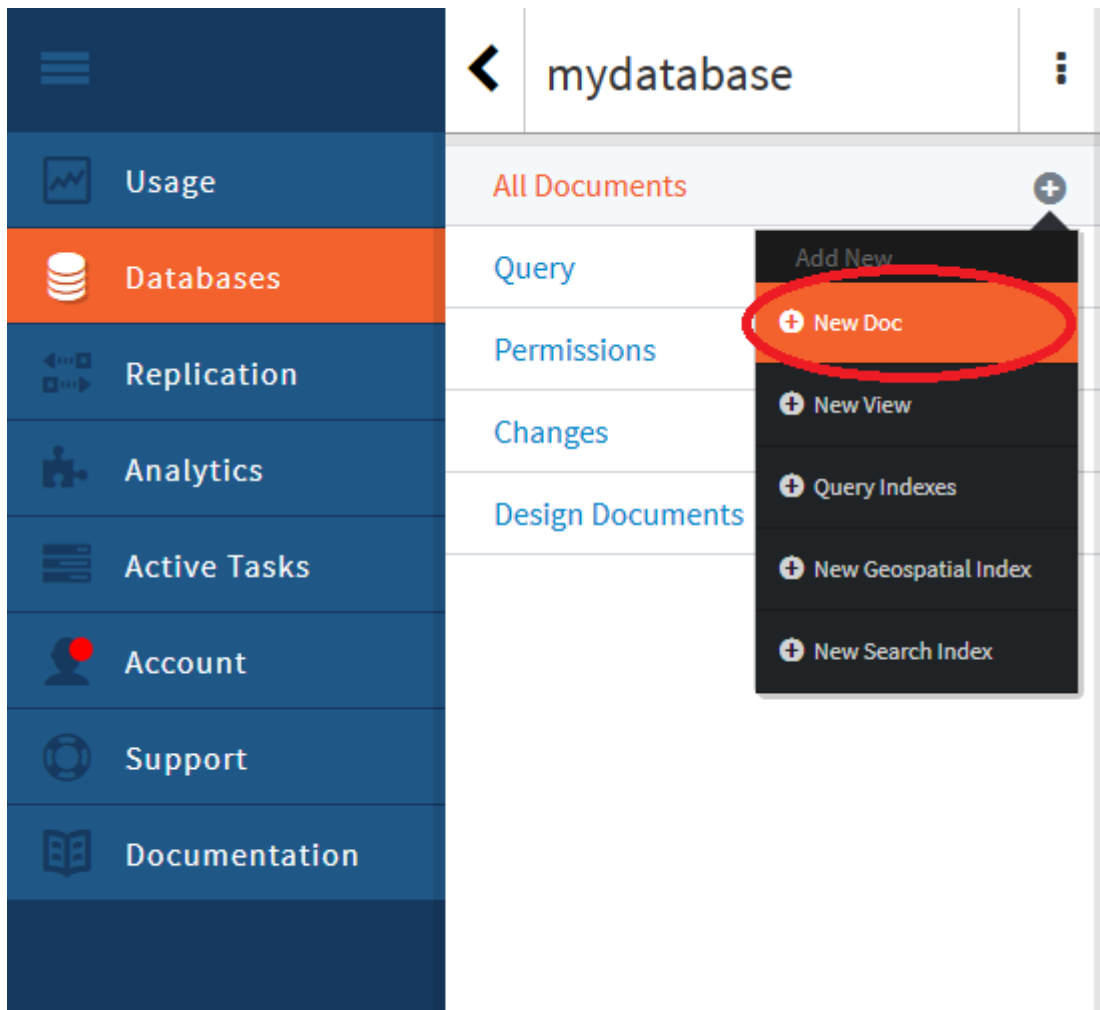 mydatabase
Usage
Databases
Replication
Analytics
Active Tasks
Account
Support
Documentation
All Documents
Query
Permissions
Changes
Design Documents
Add New
New Doc
New View
Query Indexes
New Geospatial Index
New Search Index